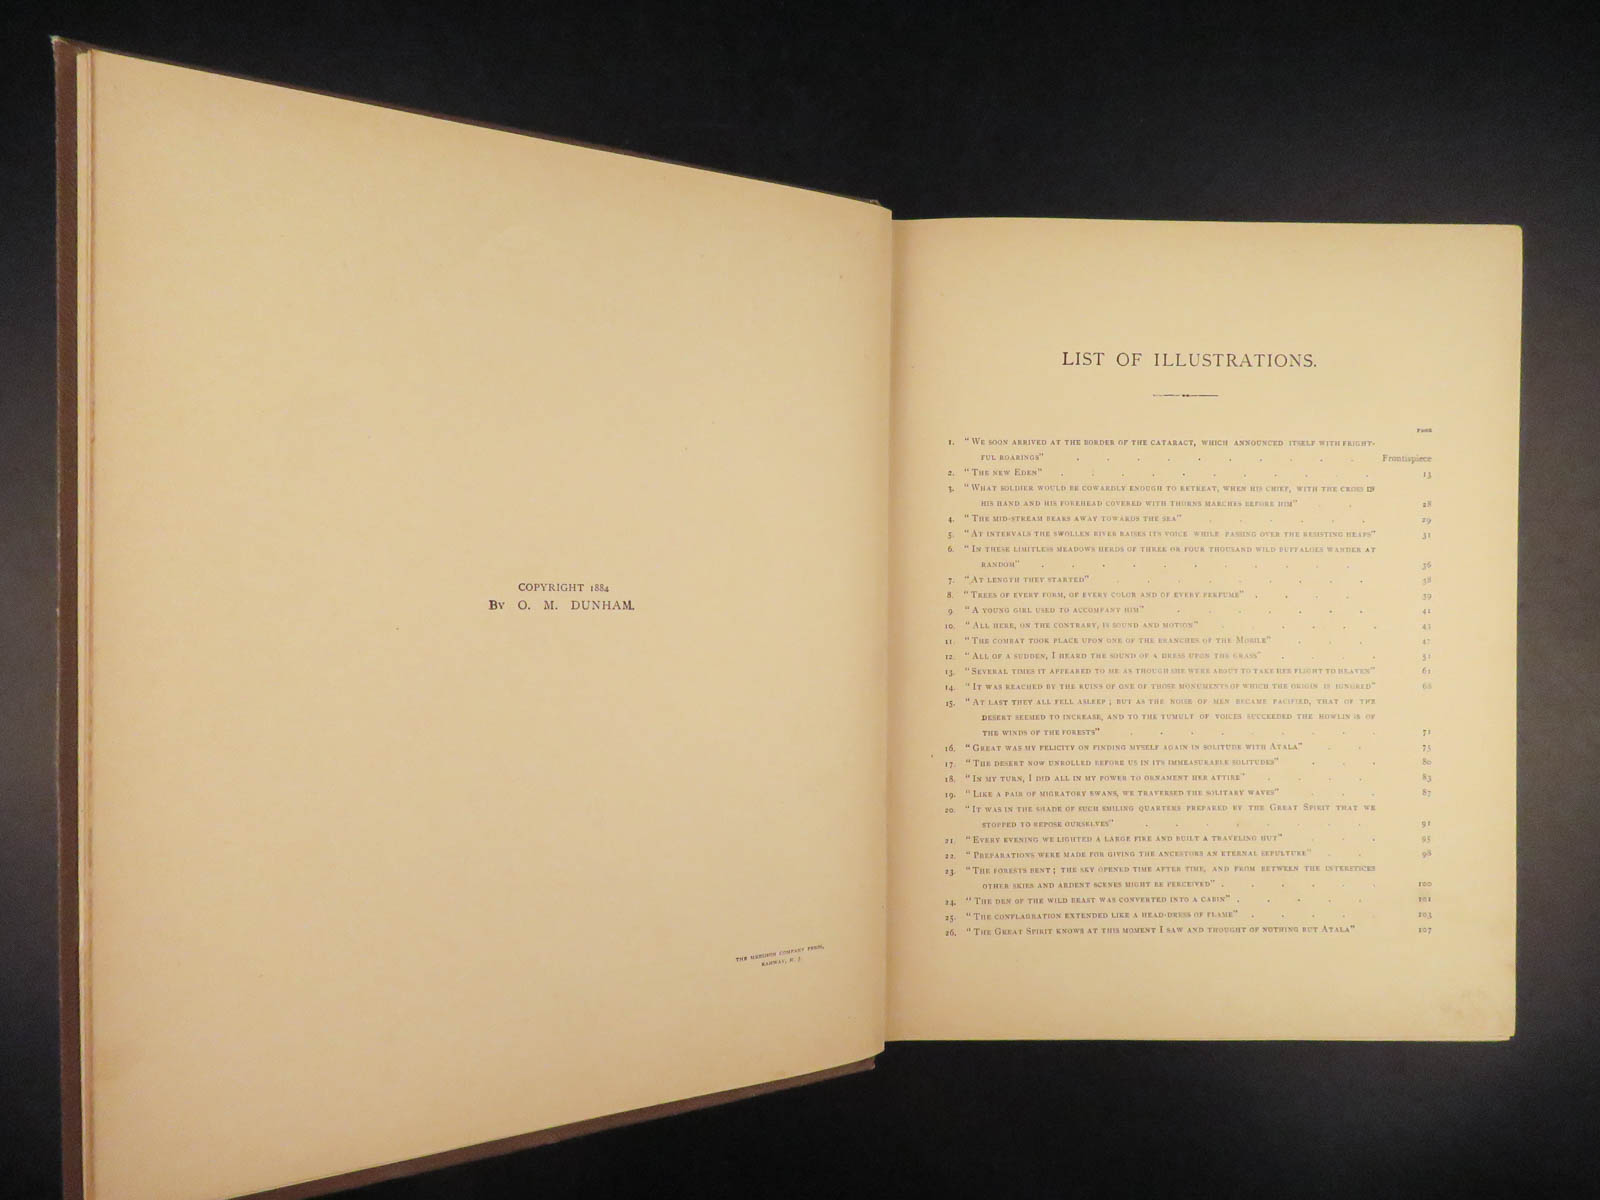 COPYRIGHT 1884
By O. M. DUNHAM.
THE MERSHON COMPANY PRESS,
RAHWAY, N. J.
LIST OF ILLUSTRATIONS.
PAGE
1. "We soon arrived at the border of the cataract, which announced itself with fright-
ful roarings" . . . . . . . . . . Frontispiece
2. "The new Eden" . . . . . . . . . . 13
3. "What soldier would be cowardly enough to retreat, when his chief, with the cross in
his hand and his forehead covered with thorns marches before him" . . 28
4. "The mid-stream bears away towards the sea" . . . . . . 29
5. "At intervals the swollen river raises its voice while passing over the resisting heaps" 31
6. "In these limitless meadows herds of three or four thousand wild buffaloes wander at
random" . . . . . . . . . . . 36
7. "At length they started" . . . . . . . . . 38
8. "Trees of every form, of every color and of every perfume" . . . . 39
9. "A young girl used to accompany him" . . . . . . 41
10. "All here, on the contrary, is sound and motion" . . . . . . 43
11. "The combat took place upon one of the branches of the Mobile" . . . 47
12. "All of a sudden, I heard the sound of a dress upon the grass" . . . . 51
13. "Several times it appeared to me as though she were about to take her flight to heaven" 61
14. "It was reached by the ruins of one of those monuments of which the origin is ignored" 68
15. "At last they all fell asleep; but as the noise of men became pacified, that of the
desert seemed to increase, and to the tumult of voices succeeded the howlings of
the winds of the forests" . . . . . . . . . 71
16. "Great was my felicity on finding myself again in solitude with Atala" . . 75
17. "The desert now unrolled before us in its immeasurable solitudes" . . . 80
18. "In my turn, I did all in my power to ornament her attire" . . . . 83
19. "Like a pair of migratory swans, we traversed the solitary waves" . . . 87
20. "It was in the shade of such smiling quarters prepared by the Great Spirit that we
stopped to repose ourselves" . . . . . . . . 91
21. "Every evening we lighted a large fire and built a traveling hut" . . . 95
22. "Preparations were made for giving the ancestors an eternal sepulture" . . 98
23. "The forests bent; the sky opened time after time, and from between the interstices
other skies and ardent scenes might be perceived" . . . . . . 100
24. "The den of the wild beast was converted into a cabin" . . . . . 101
25. "The conflagration extended like a head-dress of flame" . . . . . 103
26. "The Great Spirit knows at this moment I saw and thought of nothing but Atala" 107